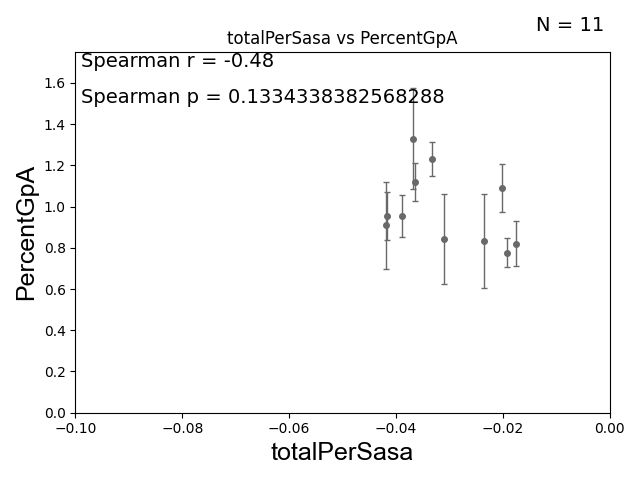 N = 11
totalPerSasa vs PercentGpA
Spearman r = -0.48
Spearman p = 0.1334338382568288
PercentGpA
1.6
1.4
1.2
1.0
0.8
0.6
0.4
0.2
0.0
−0.10 −0.08 −0.06 −0.04 −0.02 0.00
totalPerSasa